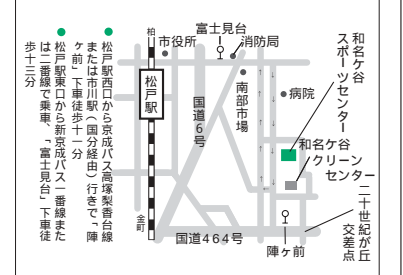 和名ケ谷
スポーツセンター
富士見台
消防局
市役所
柏
松戸駅
南部市場
病院
国道6号
和名ケ谷
クリーン
センター
二十世紀が丘
交差点
金町
国道464号
陣ヶ前
●松戸駅西口から京成バス高塚梨香台線
または市川駅(国分経由)行きで「陣
ヶ前」下車徒歩十一分
●松戸駅東口から新京成バス一番線また
は二番線で乗車、「富士見台」下車徒
歩十三分